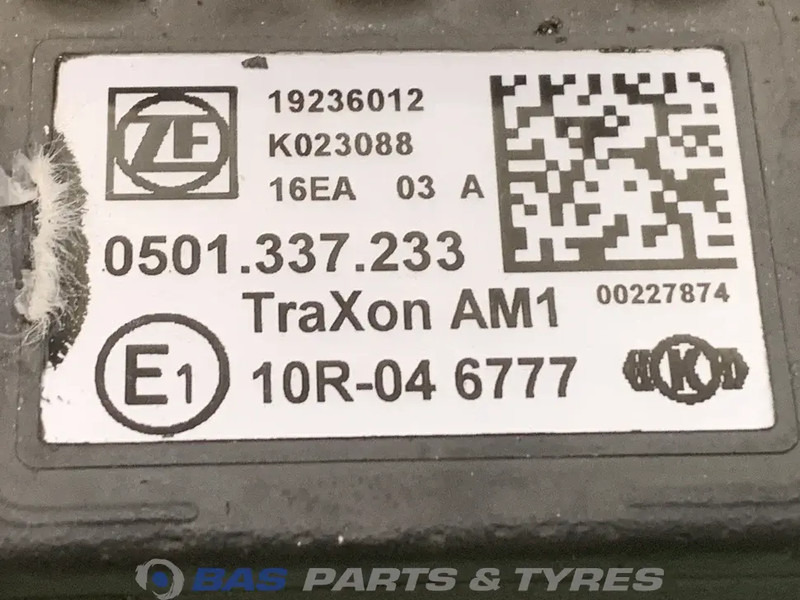 ZF
19236012
K023088
16EA 03 A
0501.337.233
TraXon AM1
00227874
E1
10R-04 6777
K
BAS PARTS & TYRES